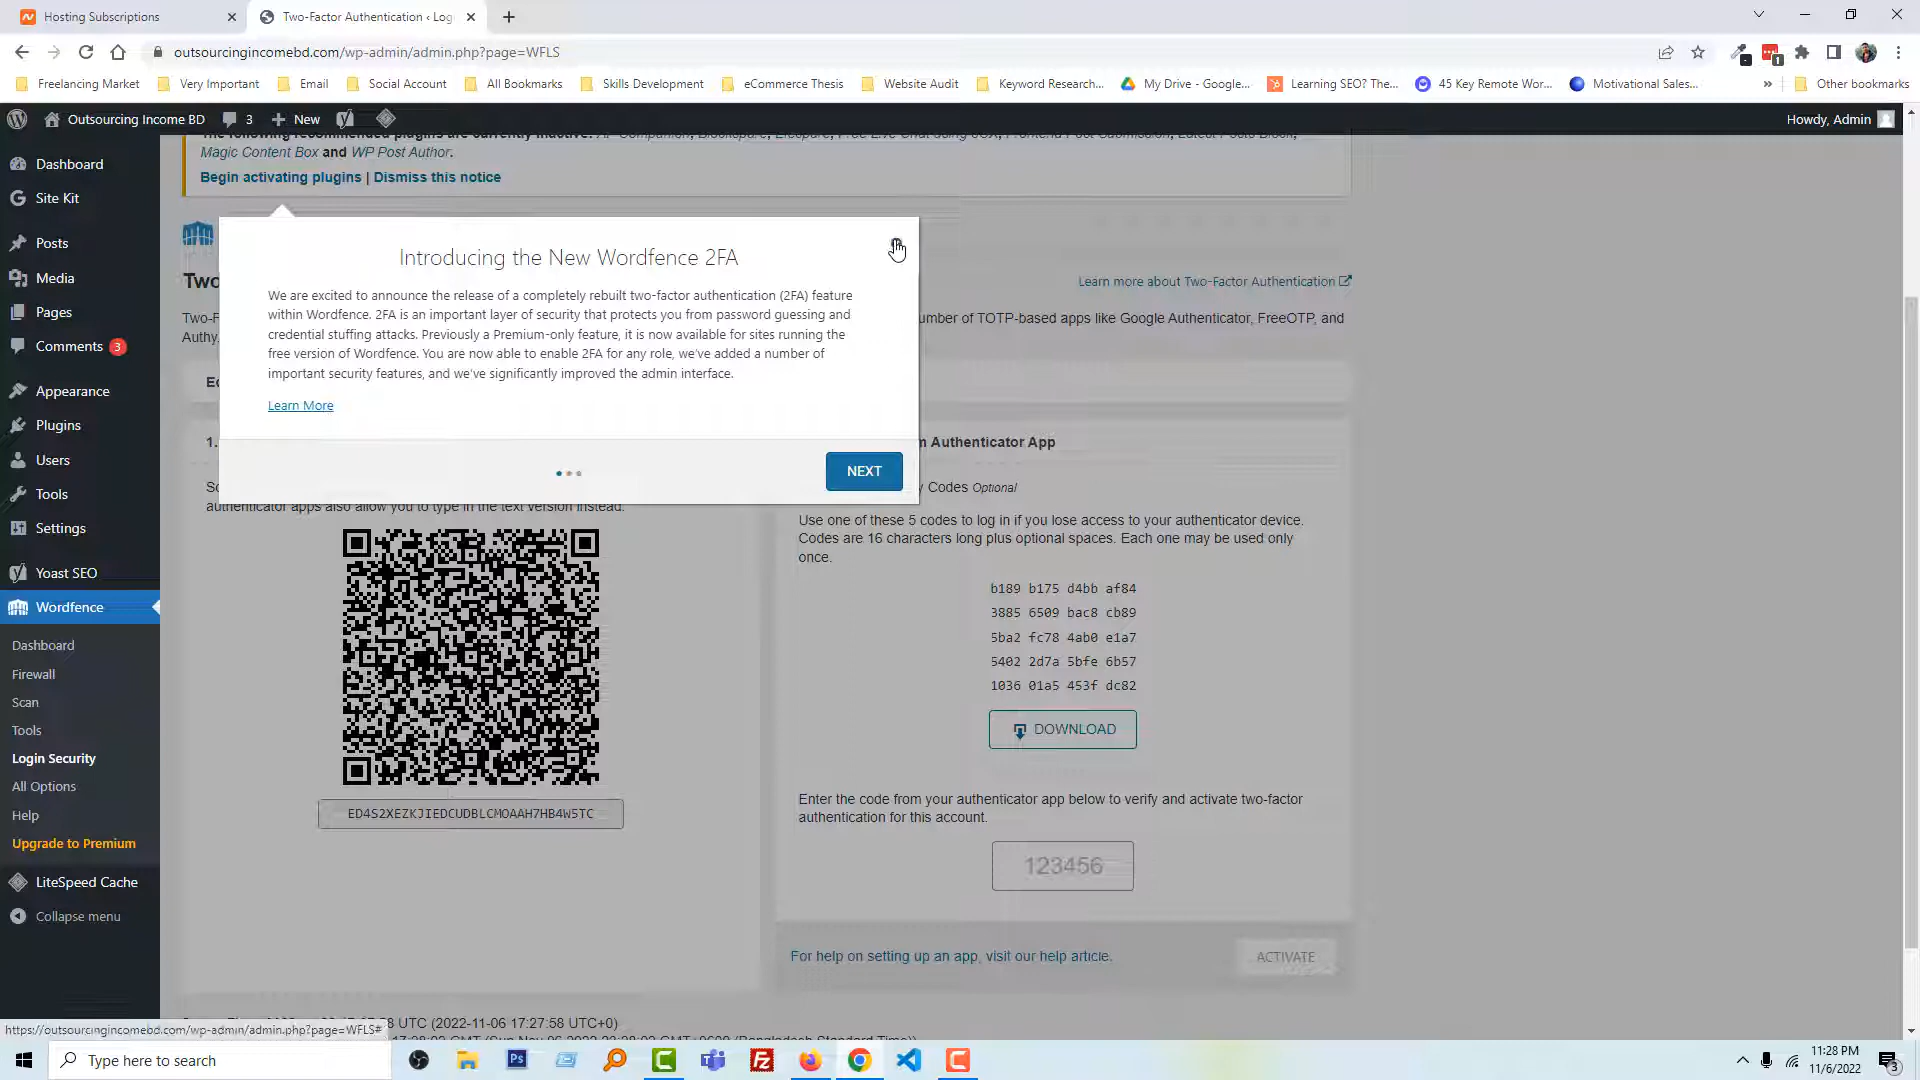 Hosting Subscriptions
Two-Factor Authentication ‹ Log
outsourcingincomebd.com/wp-admin/admin.php?page=WFLS
Freelancing Market
Very Important
Email
Social Account
All Bookmarks
Skills Development
eCommerce Thesis
Website Audit
Keyword Research...
My Drive - Google...
Learning SEO? The...
45 Key Remote Wor...
Motivational Sales...
»
Other bookmarks
Outsourcing Income BD
3
New
Howdy, Admin
Magic Content Box and WP Post Author.
Begin activating plugins | Dismiss this notice
Dashboard
Site Kit
Posts
Media
Pages
Comments 3
Appearance
Plugins
Users
Tools
Settings
Yoast SEO
Wordfence
Dashboard
Firewall
Scan
Tools
Login Security
All Options
Help
Upgrade to Premium
LiteSpeed Cache
Collapse menu
Introducing the New Wordfence 2FA
We are excited to announce the release of a completely rebuilt two-factor authentication (2FA) feature
within Wordfence. 2FA is an important layer of security that protects you from password guessing and
credential stuffing attacks. Previously a Premium-only feature, it is now available for sites running the
free version of Wordfence. You are now able to enable 2FA for any role, we've added a number of
important security features, and we've significantly improved the admin interface.
Learn More
NEXT
Two
Learn more about Two-Factor Authentication
Two-F
umber of TOTP-based apps like Google Authenticator, FreeOTP, and
Authy.
1.
Authenticator App
authenticator apps also allow you to type in the text version instead.
ED4S2XEZKJIEDCUDBLCMOAAH7HB4W5TC
Codes Optional
Use one of these 5 codes to log in if you lose access to your authenticator device.
Codes are 16 characters long plus optional spaces. Each one may be used only
once.
b189 b175 d4bb af84
3885 6509 bac8 cb89
5ba2 fc78 4ab0 e1a7
5402 2d7a 5bfe 6b57
1036 01a5 453f dc82
DOWNLOAD
Enter the code from your authenticator app below to verify and activate two-factor
authentication for this account.
123456
For help on setting up an app, visit our help article.
ACTIVATE
58 UTC (2022-11-06 17:27:58 UTC+0)
https://outsourcingincomebd.com/wp-admin/admin.php?page=WFLS#
Type here to search
11:28 PM
11/6/2022
3